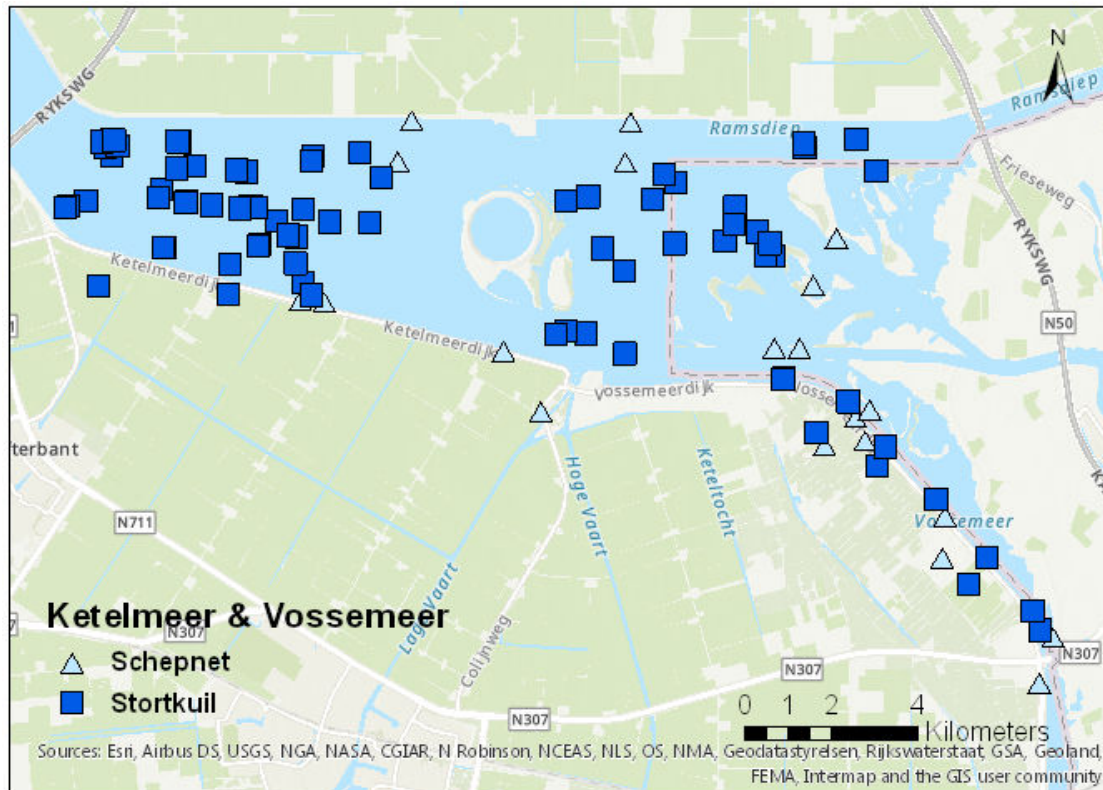 N
RYKSWG
Ramsdiep
Ramsdiep
Frieseweg
RYKSWG
Ketelmeerdijk
N50
Ketelmeerdijk
Vossemeerdijk
fterbant
Hoge Vaart
Keteltocht
N711
Vossemeer
Lage Vaart
Colijnweg
Ketelmeer & Vossemeer
N307
N307
Schepnet
N307
Stortkuil
N307
0 1 2 4
Kilometers
Sources: Esri, Airbus DS, USGS, NGA, NASA, CGIAR, N Robinson, NCEAS, NLS, OS, NMA, Geodatastyrelsen, Rijkswaterstaat, GSA, Geoland,
FEMA, Intermap and the GIS user community